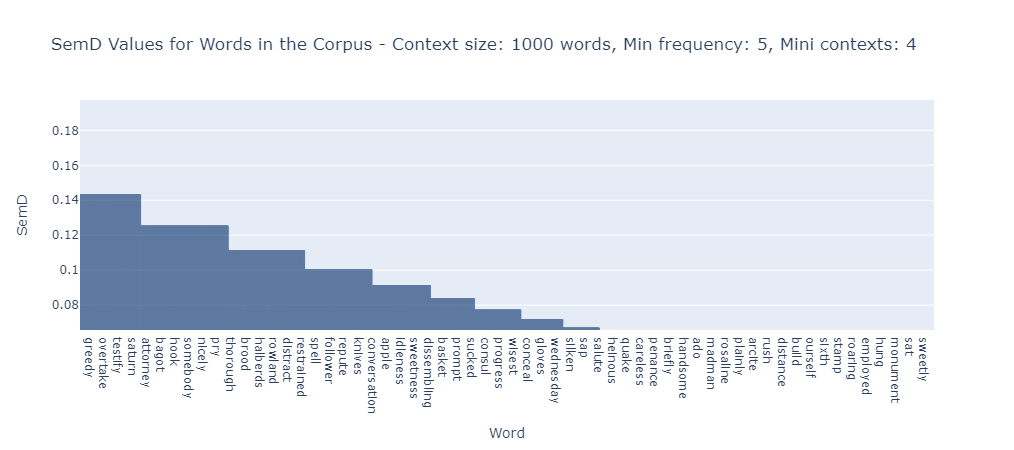 SemD Values for Words in the Corpus - Context size: 1000 words, Min frequency: 5, Mini contexts: 4
SemD
0.18
0.16
0.14
0.12
0.1
0.08
greedy
overtake
testify
saturn
attorney
bagot
hook
somebody
nicely
pry
thorough
brood
halberds
rowland
distract
restrained
spell
follower
repute
knives
conversation
apple
idleness
sweetness
dissembling
basket
prompt
sucked
consul
progress
wisest
conceal
gloves
wednesday
silken
sap
salute
heinous
quake
careless
penance
briefly
handsome
ado
madman
rosaline
plainly
arcite
rush
distance
build
ourself
sixth
stamp
roaring
employed
hung
monument
sat
sweetly
Word